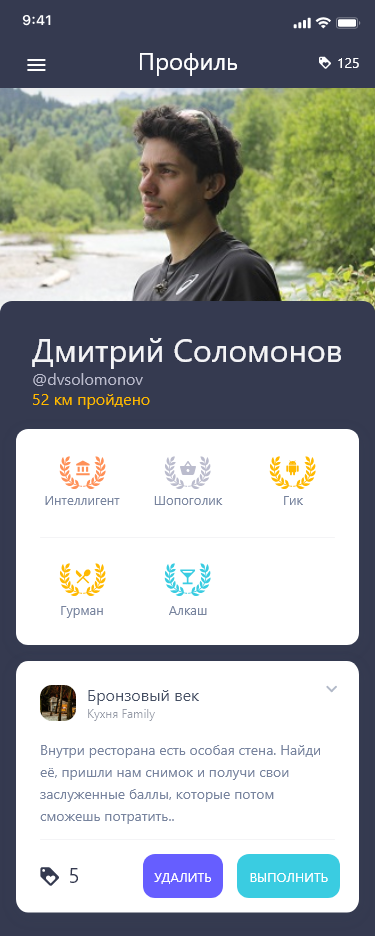 9:41
Профиль
125
Дмитрий Соломонов
@dvsolomonov
52 км пройдено
Интеллигент
Шопоголик
Гик
Гурман
Алкаш
Бронзовый век
Кухня Family
Внутри ресторана есть особая стена. Найди
её, пришли нам снимок и получи свои
заслуженные баллы, которые потом
сможешь потратить..
5
УДАЛИТЬ
ВЫПОЛНИТЬ